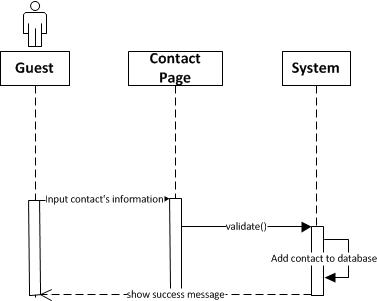 Guest
Contact
Page
System
Input contact's information
validate()
Add contact to database
show success message